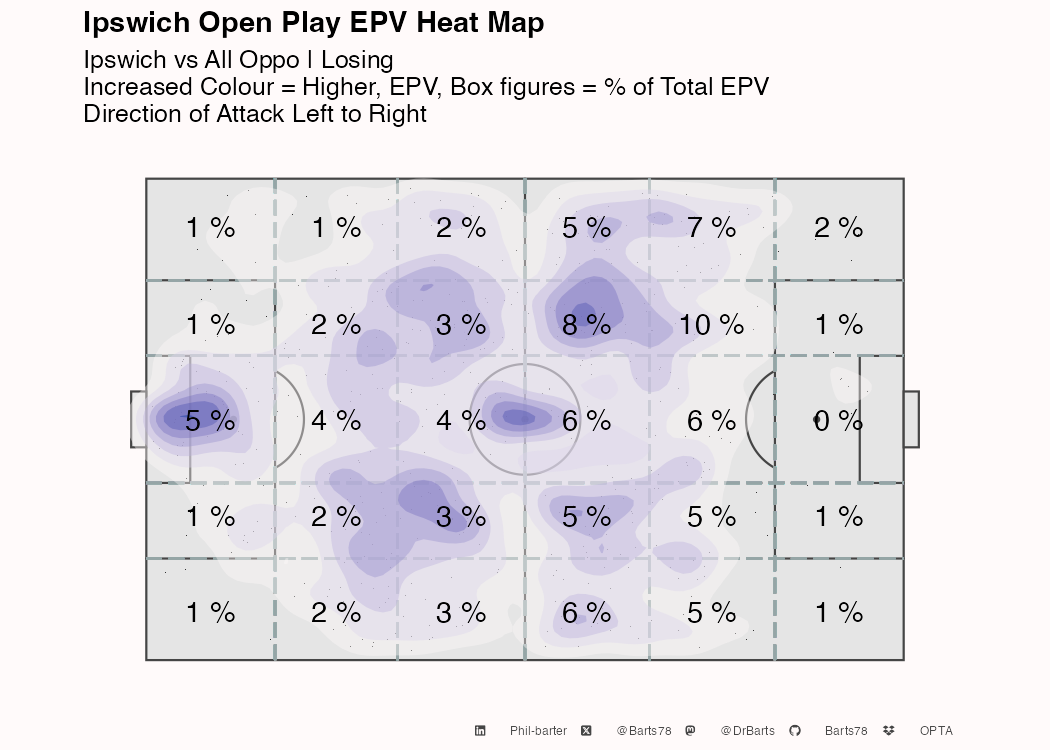 Ipswich Open Play EPV Heat Map
Ipswich vs All Oppo | Losing
Increased Colour = Higher, EPV, Box figures = % of Total EPV
Direction of Attack Left to Right
1 % 1 % 2 % 5 % 7 % 2 %
1 % 2 % 3 % 8 % 10 % 1 %
5 % 4 % 4 % 6 % 6 % 0 %
1 % 2 % 3 % 5 % 5 % 1 %
1 % 2 % 3 % 6 % 5 % 1 %
Phil-barter @Barts78 @DrBarts Barts78 OPTA